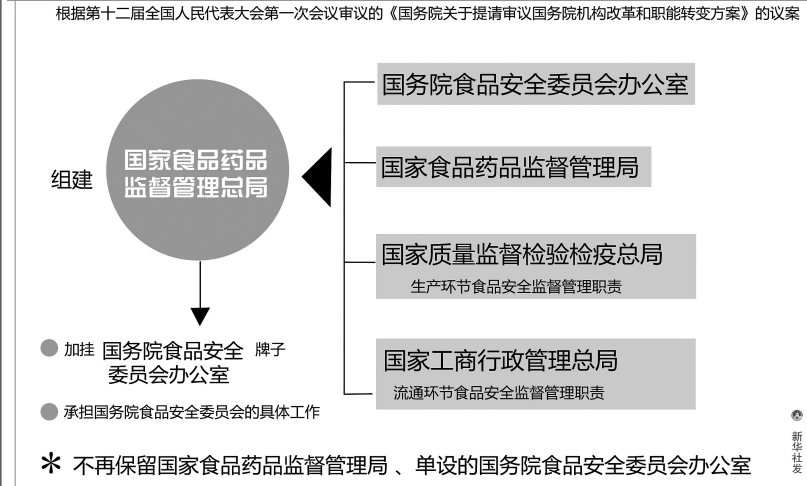 根据第十二届全国人民代表大会第一次会议审议的《国务院关于提请审议国务院机构改革和职能转变方案》的议案
组建
国家食品药品
监督管理总局
国务院食品安全委员会办公室
国家食品药品监督管理局
国家质量监督检验检疫总局
生产环节食品安全监督管理职责
国家工商行政管理总局
流通环节食品安全监督管理职责
加挂 国务院食品安全 牌子
委员会办公室
承担国务院食品安全委员会的具体工作
＊ 不再保留国家食品药品监督管理局 、单设的国务院食品安全委员会办公室
新华社发